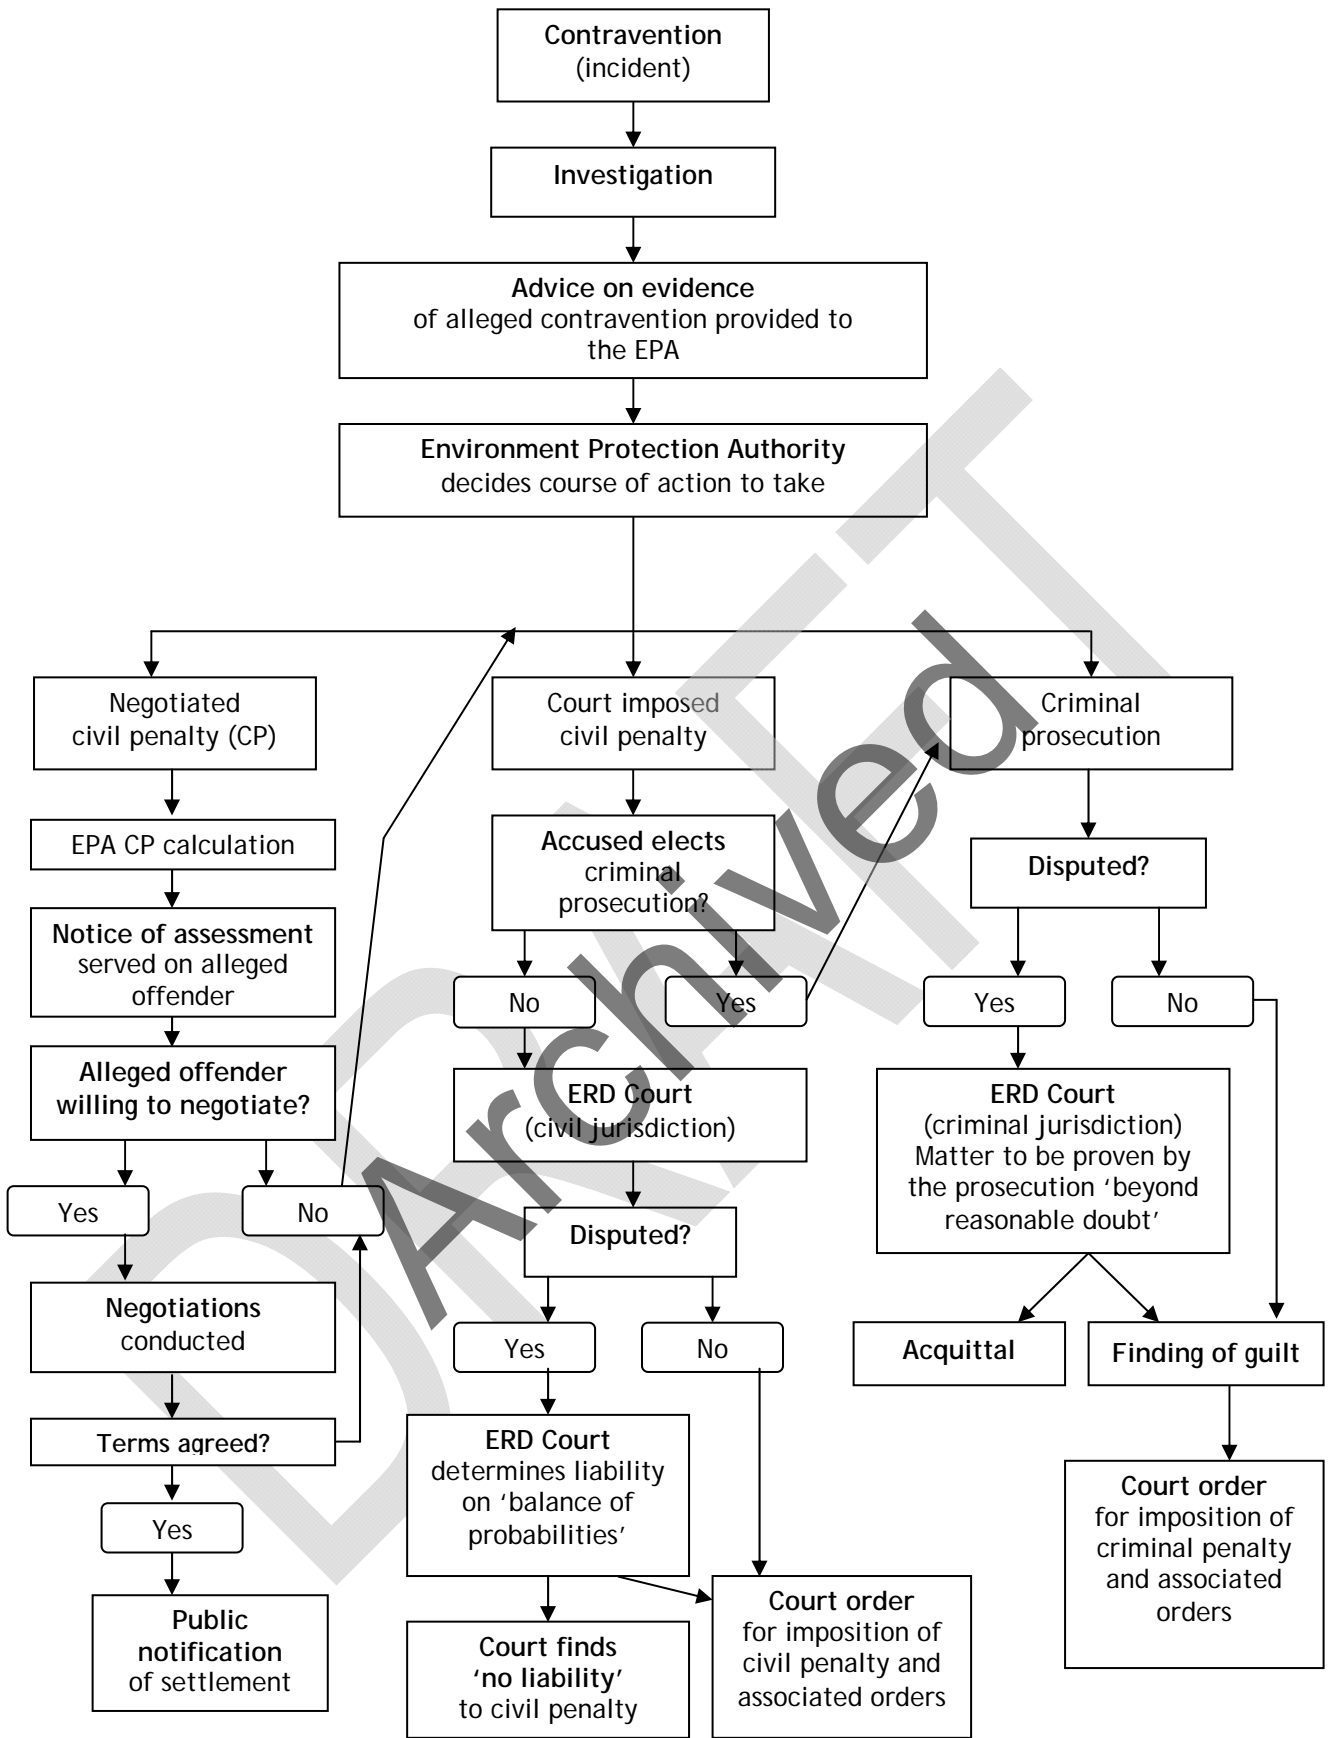 Contravention
(incident)
Investigation
Advice on evidence
of alleged contravention provided to
the EPA
Environment Protection Authority
decides course of action to take
Negotiated
civil penalty (CP)
EPA CP calculation
Notice of assessment
served on alleged
offender
Alleged offender
willing to negotiate?
Yes
No
Negotiations
conducted
Terms agreed?
Yes
Public
notification
of settlement
Court imposed
civil penalty
Accused elects
criminal
prosecution?
No
Yes
ERD Court
(civil jurisdiction)
Disputed?
Yes
No
ERD Court
determines liability
on ‘balance of
probabilities’
Court finds
‘no liability’
to civil penalty
Court order
for imposition of
civil penalty and
associated orders
Criminal
prosecution
Disputed?
Yes
No
ERD Court
(criminal jurisdiction)
Matter to be proven by
the prosecution ‘beyond
reasonable doubt’
Acquittal
Finding of guilt
Court order
for imposition of
criminal penalty
and associated
orders
DRAFT
Archived